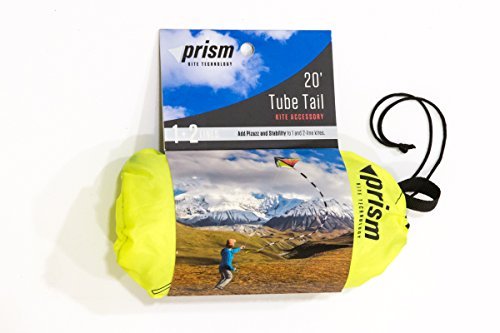 prism
KITE TECHNOLOGY
20'
Tube Tail
KITE ACCESSORY
1 - 2 LINES
Add Pizazz and Stability to 1 and 2-line kites.
prism
KITE TECHNOLOGY